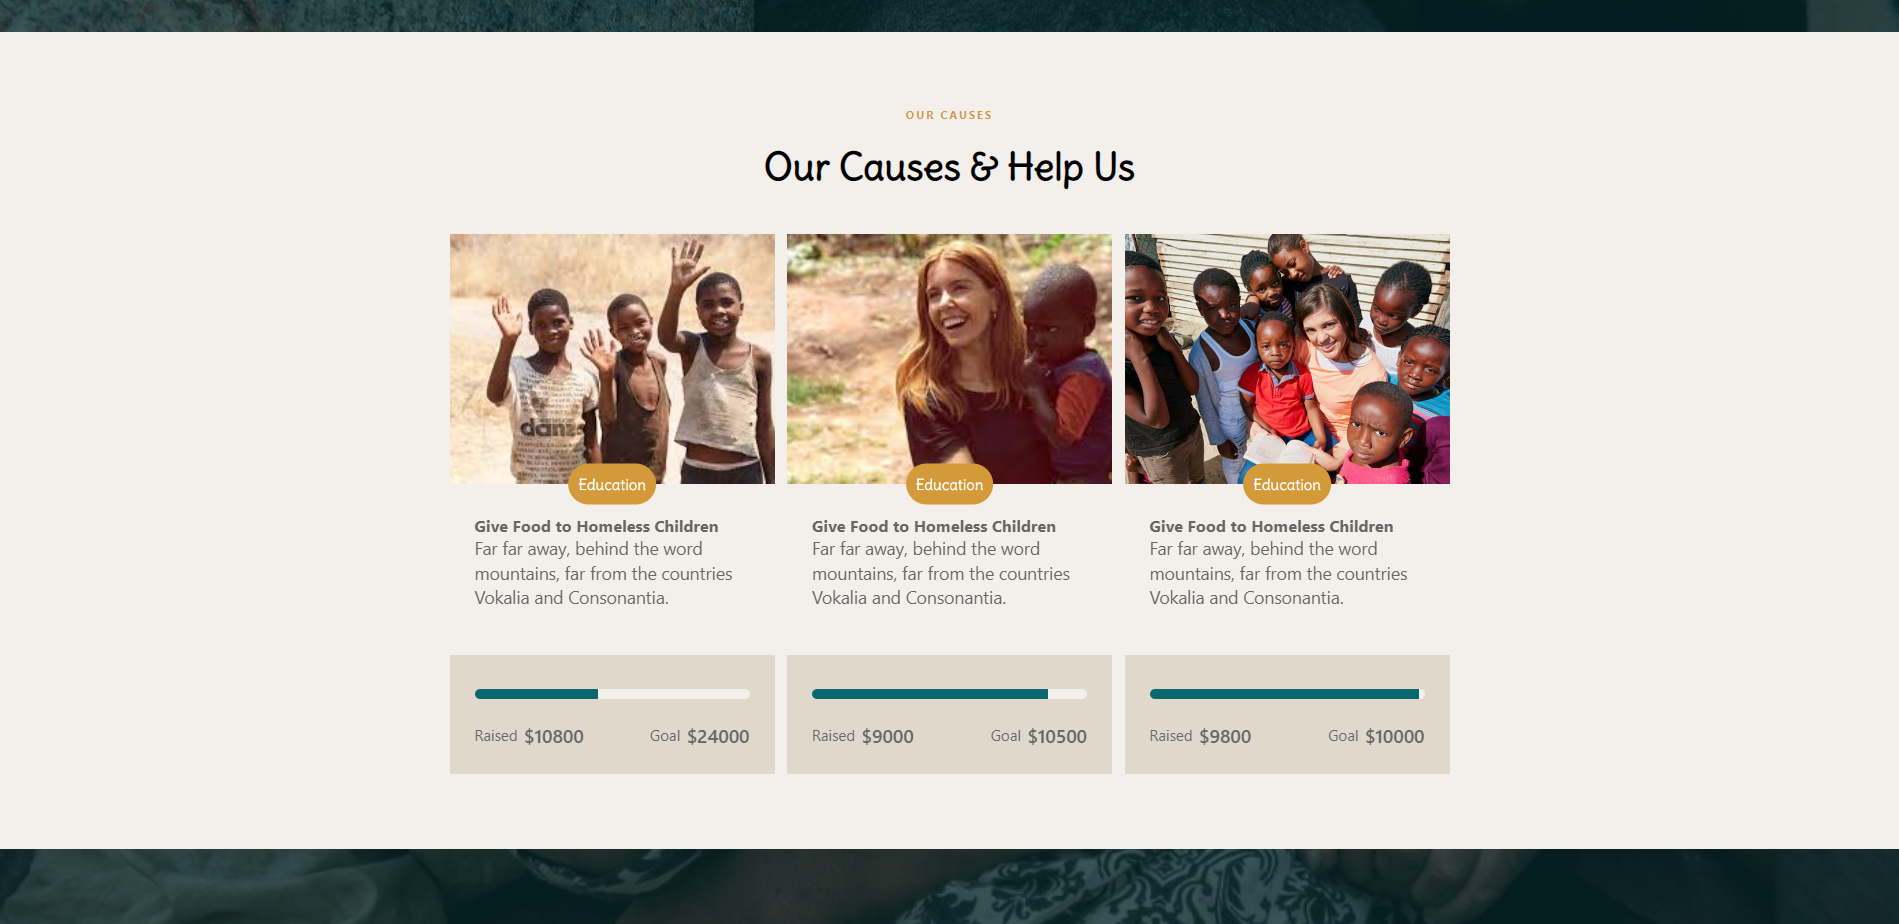 OUR CAUSES
Our Causes & Help Us
danz
Education
Give Food to Homeless Children
Far far away, behind the word
mountains, far from the countries
Vokalia and Consonantia.
Raised $10800 Goal $24000
Education
Give Food to Homeless Children
Far far away, behind the word
mountains, far from the countries
Vokalia and Consonantia.
Raised $9000 Goal $10500
Education
Give Food to Homeless Children
Far far away, behind the word
mountains, far from the countries
Vokalia and Consonantia.
Raised $9800 Goal $10000